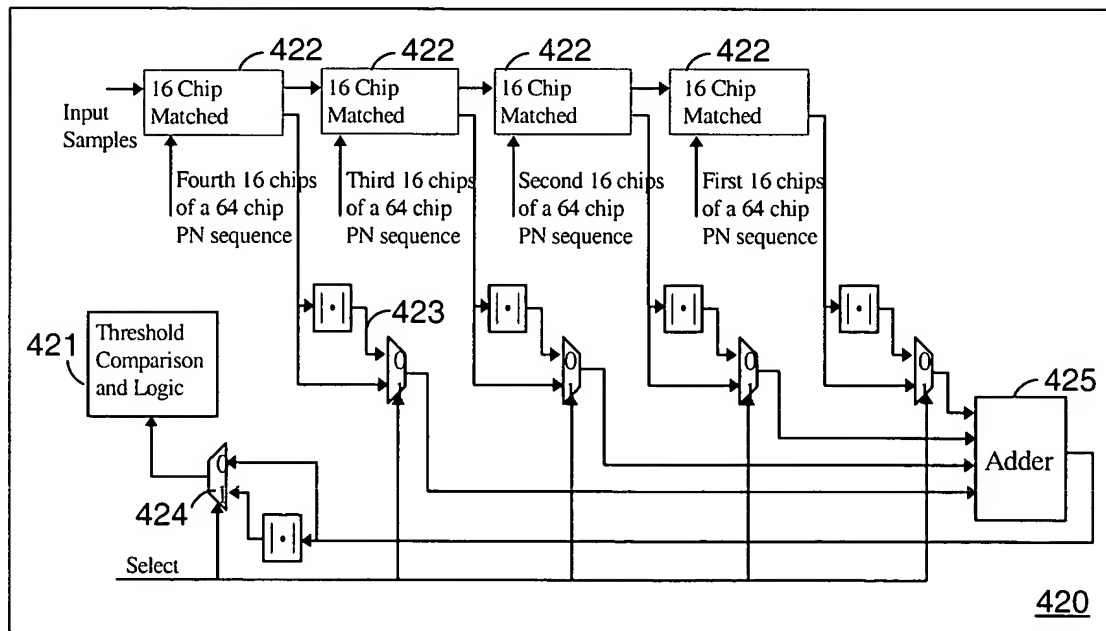 422
422
422
422
16 Chip
Matched
16 Chip
Matched
16 Chip
Matched
16 Chip
Matched
Input
Samples
Fourth 16 chips
of a 64 chip
PN sequence
Third 16 chips
of a 64 chip
PN sequence
Second 16 chips
of a 64 chip
PN sequence
First 16 chips
of a 64 chip
PN sequence
|•|
|•|
|•|
|•|
423
0
1
0
1
0
1
0
1
421
Threshold
Comparison
and Logic
425
Adder
0
1
424
|•|
Select
420